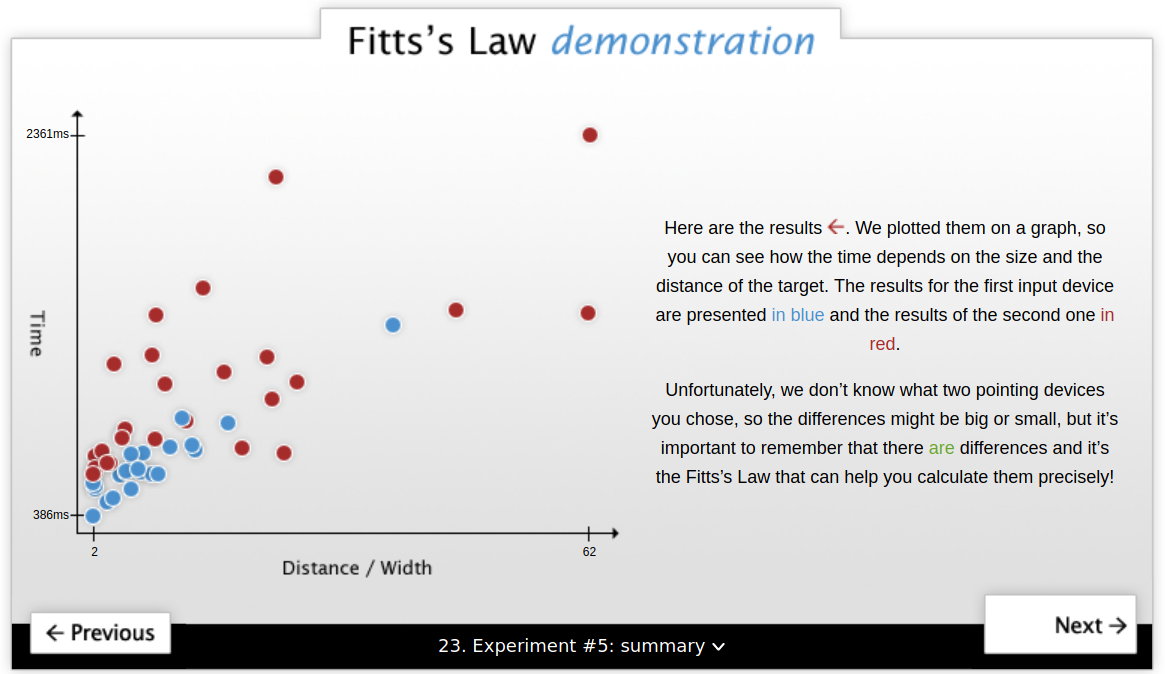 Fitts’s Law demonstration
2361ms
Time
386ms
2
62
Distance / Width
Here are the results ←. We plotted them on a graph, so
you can see how the time depends on the size and the
distance of the target. The results for the first input device
are presented in blue and the results of the second one in
red.
Unfortunately, we don’t know what two pointing devices
you chose, so the differences might be big or small, but it’s
important to remember that there are differences and it’s
the Fitts’s Law that can help you calculate them precisely!
← Previous
23. Experiment #5: summary
Next →